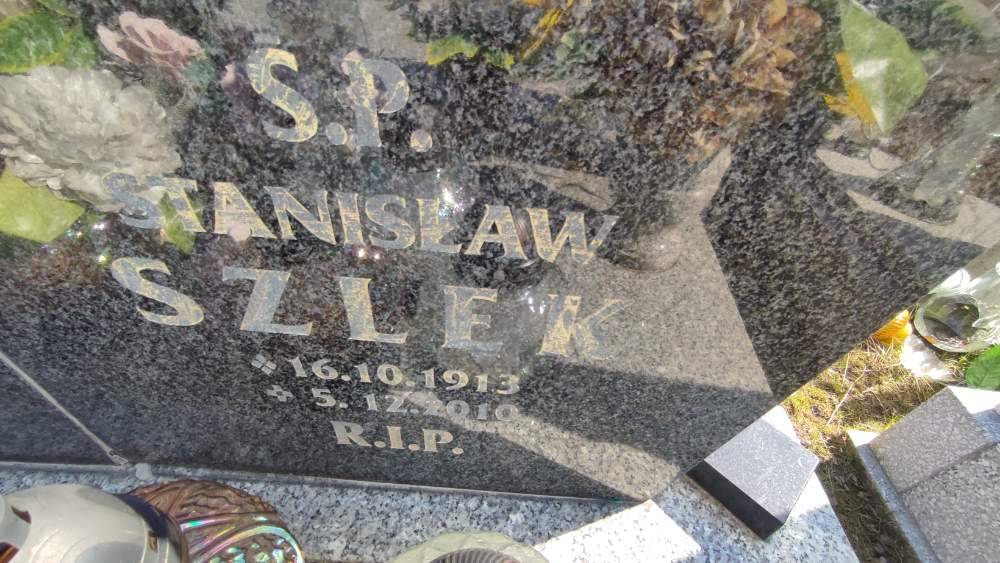 Ś.P.
STANISŁAW
SZLEK
16.10.1913
5.12.2010
R.I.P.